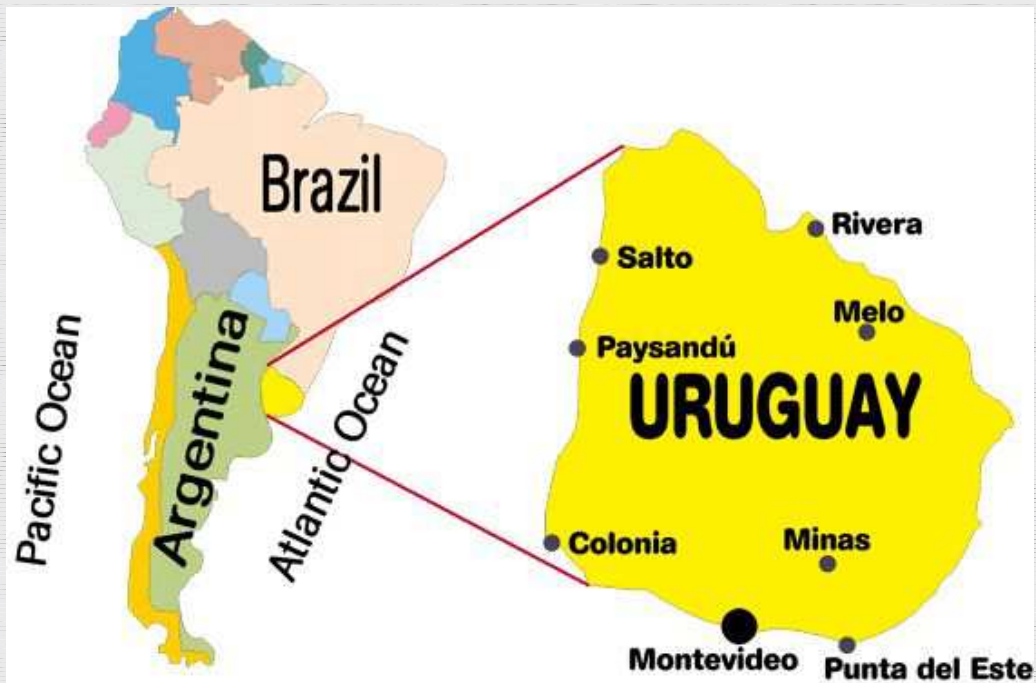 Brazil
Argentina
Pacific Ocean
Atlantic Ocean
Rivera
Salto
Melo
Paysandú
URUGUAY
Colonia
Minas
Montevideo
Punta del Este